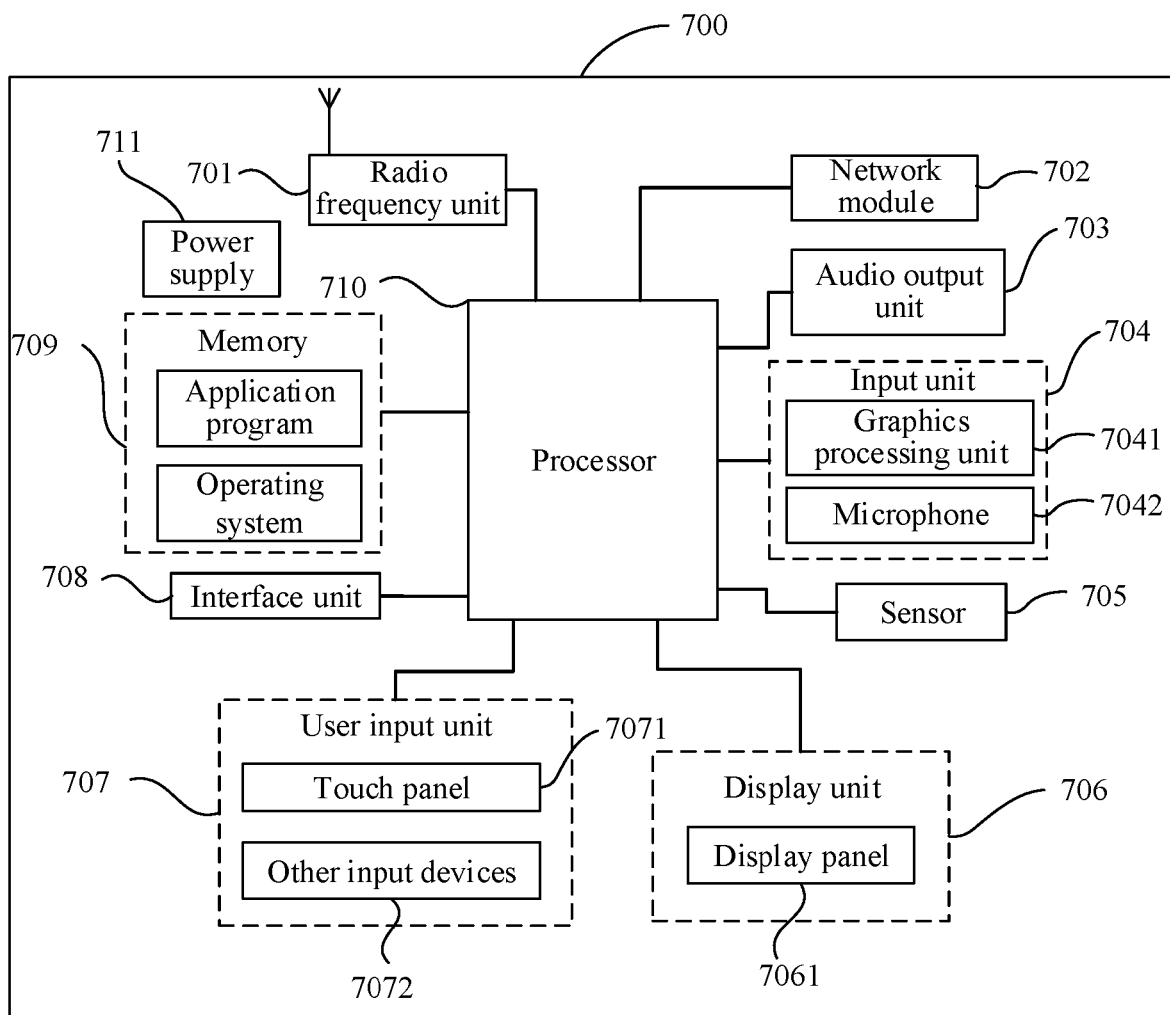 700
711
701
Radio
frequency unit
Network
module
702
Power
supply
703
Audio output
unit
710
709
Memory
Application
program
Operating
system
704
Input unit
Graphics
processing unit
7041
Microphone
7042
Processor
708
Interface unit
Sensor
705
User input unit
7071
707
Touch panel
Other input devices
7072
Display unit
706
Display panel
7061